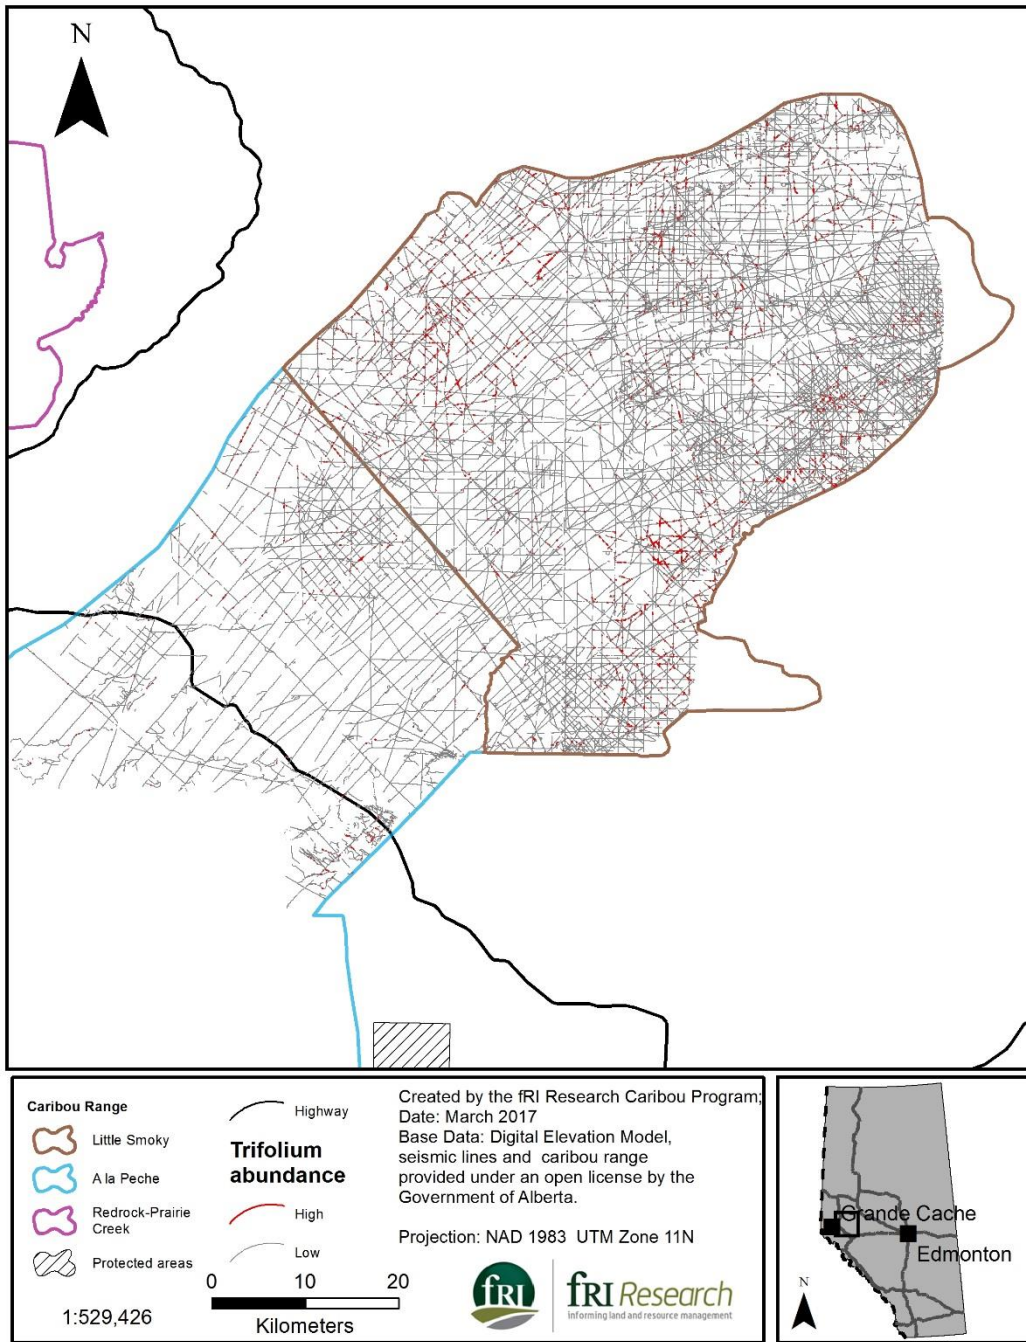 N
Caribou Range
Little Smoky
A la Peche
Redrock-Prairie
Creek
Protected areas
1:529,426
Highway
Trifolium
abundance
High
Low
0 10 20
Kilometers
Created by the fRI Research Caribou Program;
Date: March 2017
Base Data: Digital Elevation Model,
seismic lines and caribou range
provided under an open license by the
Government of Alberta.
Projection: NAD 1983 UTM Zone 11N
fRI
fRI Research
informing land and resource management
Grande Cache
Edmonton
N